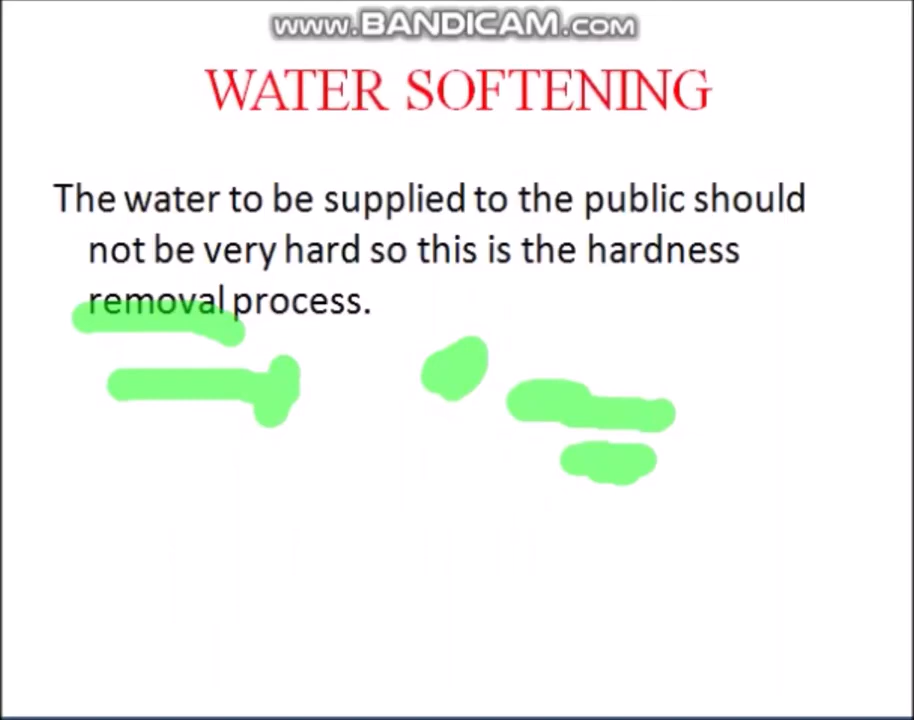 www.BANDICAM.com
WATER SOFTENING
The water to be supplied to the public should
not be very hard so this is the hardness
removal process.